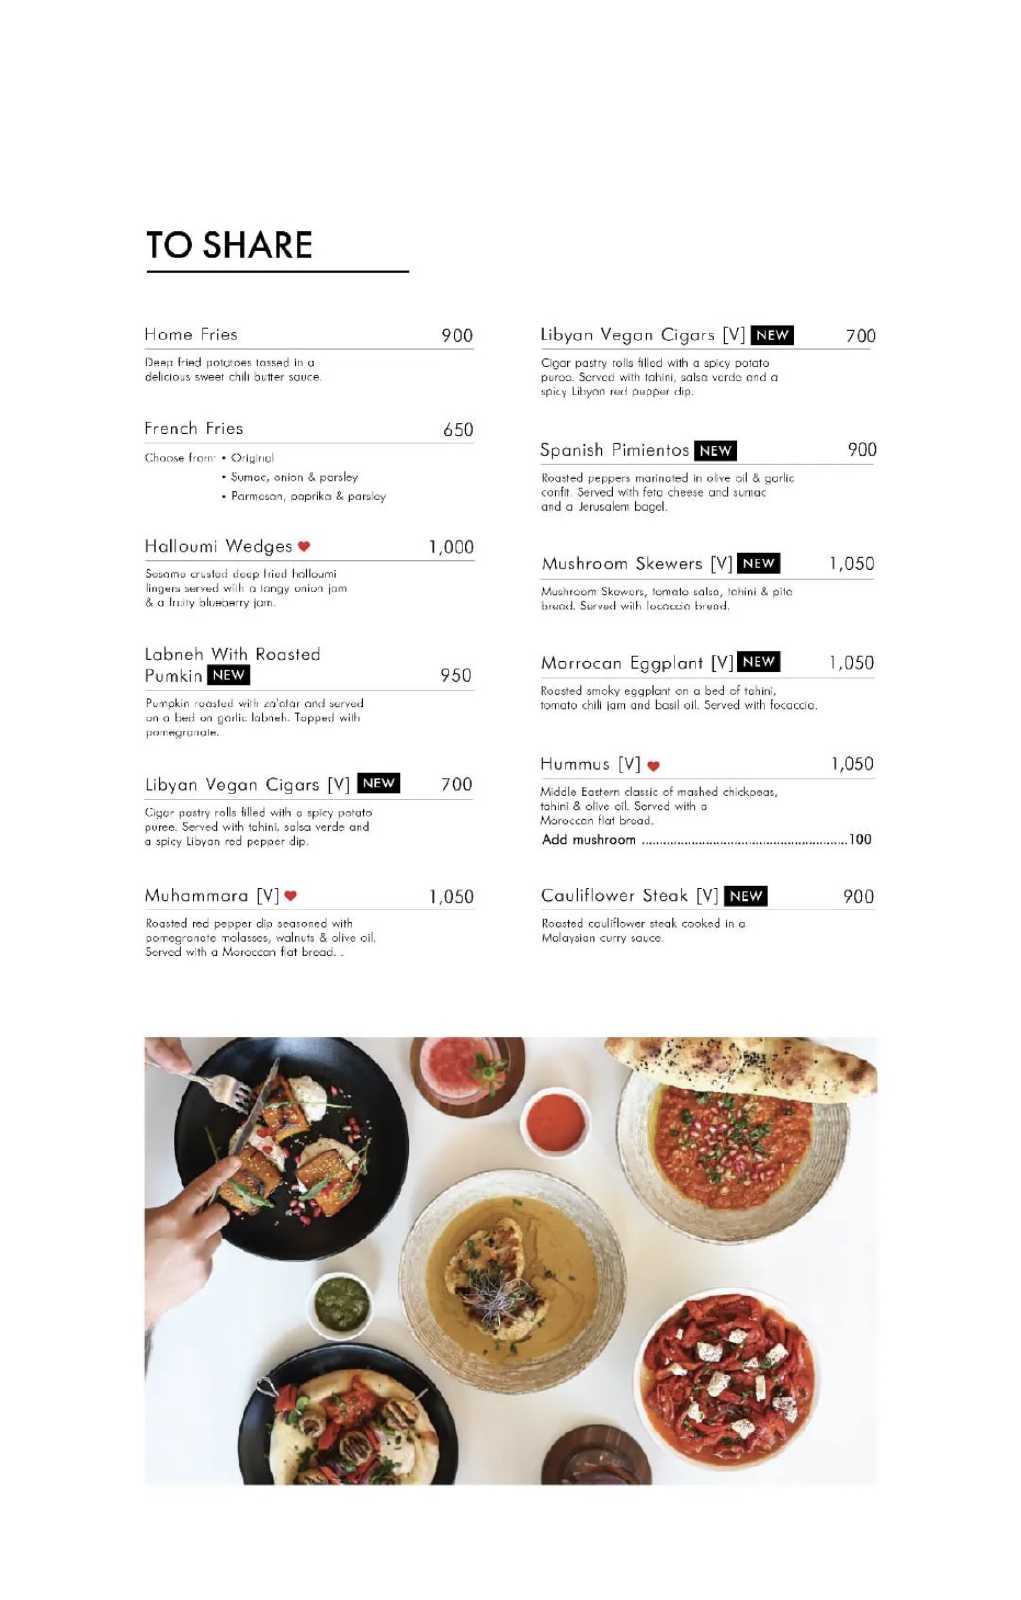 TO SHARE
Home Fries 900
Deep fried potatoes tossed in a
delicious sweet chili butter sauce.
French Fries 650
Choose from: • Original
• Sumac, onion & parsley
• Parmesan, paprika & parsley
Halloumi Wedges ♥ 1,000
Sesame crusted deep fried halloumi
fingers served with a tangy onion jam
& a fruity blueberry jam.
Labneh With Roasted
Pumkin NEW 950
Pumpkin roasted with za'atar and served
on a bed on garlic labneh. Topped with
pomegranate.
Libyan Vegan Cigars [V] NEW 700
Cigar pastry rolls filled with a spicy potato
puree. Served with tahini, salsa verde and
a spicy Libyan red pepper dip.
Muhammara [V] ♥ 1,050
Roasted red pepper dip seasoned with
pomegranate molasses, walnuts & olive oil.
Served with a Moroccan flat bread. .
Libyan Vegan Cigars [V] NEW 700
Cigar pastry rolls filled with a spicy potato
puree. Served with tahini, salsa verde and a
spicy Libyan red pepper dip.
Spanish Pimientos NEW 900
Roasted peppers marinated in olive oil & garlic
confit. Served with feta cheese and sumac
and a Jerusalem bagel.
Mushroom Skewers [V] NEW 1,050
Mushroom Skewers, tomato salsa, tahini & pita
bread. Served with focaccia bread.
Morrocan Eggplant [V] NEW 1,050
Roasted smoky eggplant on a bed of tahini,
tomato chili jam and basil oil. Served with focaccia.
Hummus [V] ♥ 1,050
Middle Eastern classic of mashed chickpeas,
tahini & olive oil. Served with a
Moroccan flat bread.
Add mushroom ........................................................... 100
Cauliflower Steak [V] NEW 900
Roasted cauliflower steak cooked in a
Malaysian curry sauce.